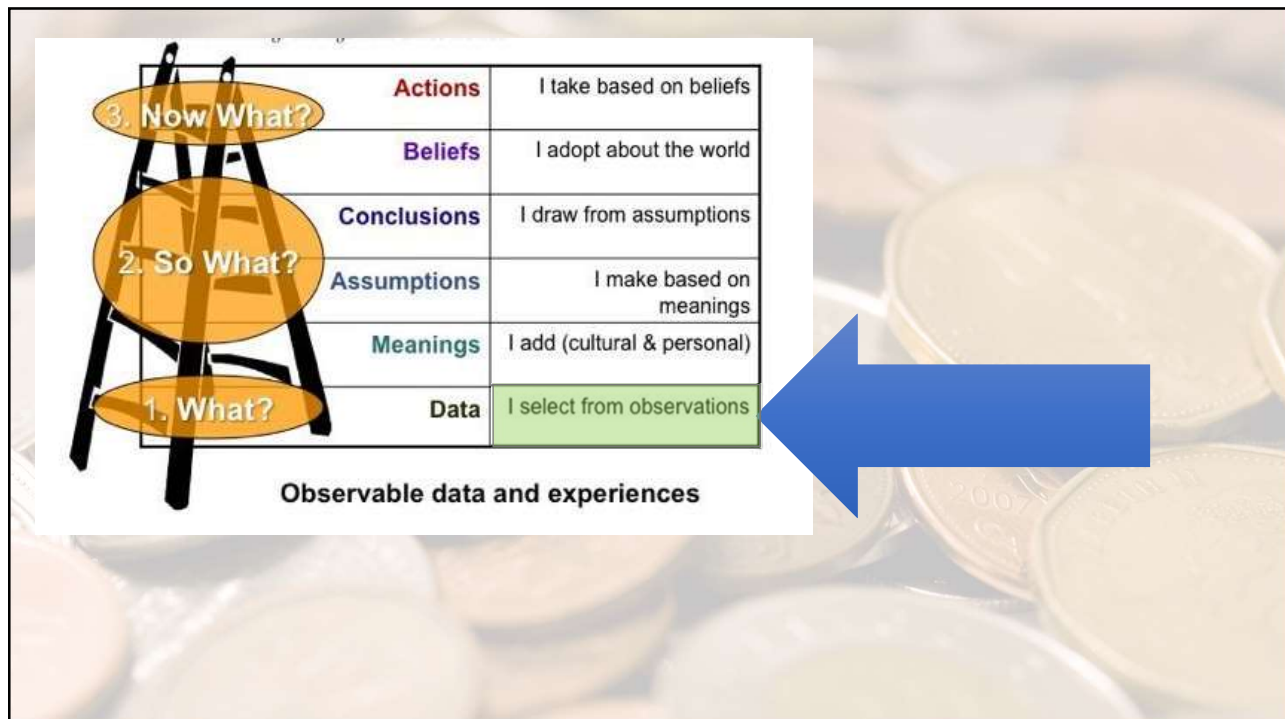 Actions I take based on beliefs
3. Now What?
Beliefs I adopt about the world
Conclusions I draw from assumptions
2. So What?
Assumptions I make based on
meanings
Meanings I add (cultural & personal)
1. What? Data I select from observations
Observable data and experiences
2007